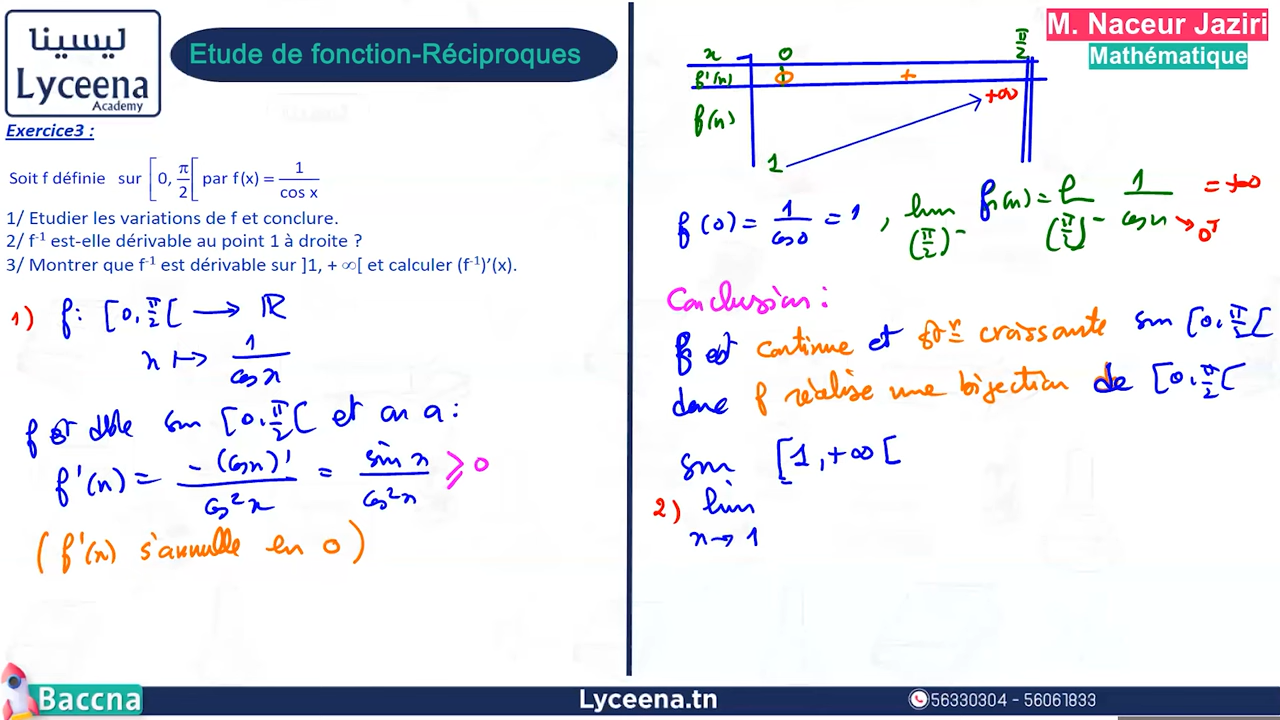 ليسينا
Lyceena
Academy
Etude de fonction-Réciproques
Exercice3 :
Soit f définie sur [0, π/2[ par f(x) = 1/cos x
1/ Etudier les variations de f et conclure.
2/ f⁻¹ est-elle dérivable au point 1 à droite ?
3/ Montrer que f⁻¹ est dérivable sur ]1, + ∞[ et calculer (f⁻¹)'(x).
1) f: [0, π/2[ → ℝ
x ↦ 1/cos x
f est dble sur [0, π/2[ et on a :
f'(x) = -(cos x)'/cos²x = sin x/cos²x ≥ 0
(f'(x) s'annulle en 0)
M. Naceur Jaziri
Mathématique
x 0 π/2
f'(x) 0 +
f(x) 1 +∞
f(0) = 1/cos 0 = 1 , lim (π/2)⁻ f(x) = lim (π/2)⁻ 1/cos x → 0⁺ = +∞
Conclusion :
f est continue et st^r croissante sur [0, π/2[
donc f réalise une bijection de [0, π/2[
sur [1, +∞[
2) lim
x → 1
Baccna
Lyceena.tn
56330304 - 56061833